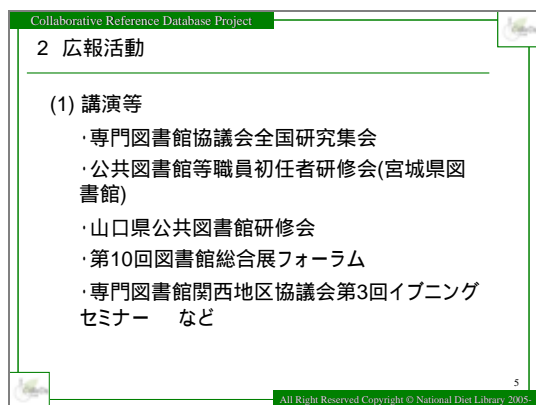 Collaborative Reference Database Project
2 広報活動
(1) 講演等
·専門図書館協議会全国研究集会
·公共図書館等職員初任者研修会(宮城県図
書館)
·山口県公共図書館研修会
·第10回図書館総合展フォーラム
·専門図書館関西地区協議会第3回イブニング
セミナー　など
5
All Right Reserved Copyright © National Diet Library 2005-